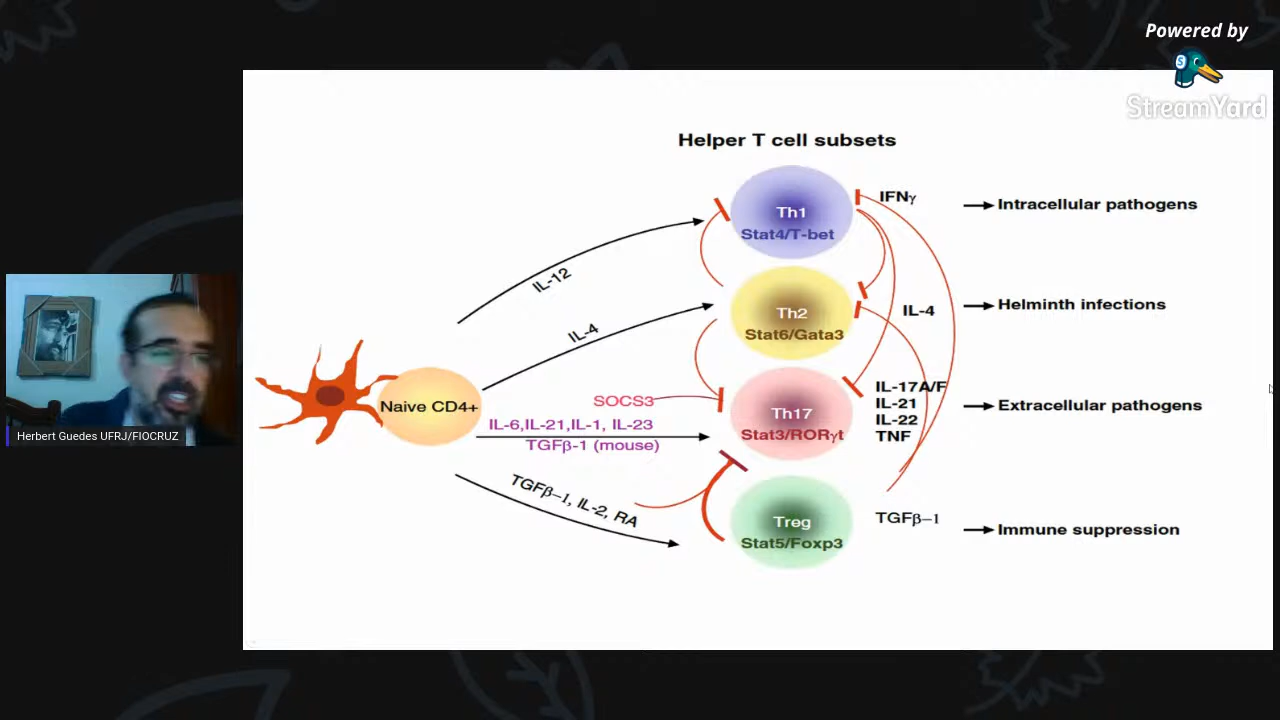 Powered by
StreamYard
Helper T cell subsets
Th1
Stat4/T-bet
IFNγ
Intracellular pathogens
IL-12
Th2
Stat6/Gata3
IL-4
Helminth infections
IL-4
Naive CD4+
SOCS3
IL-6,IL-21,IL-1, IL-23
TGFβ-1 (mouse)
Th17
Stat3/RORγt
IL-17A/F
IL-21
IL-22
TNF
Extracellular pathogens
TGFβ−1, IL-2, RA
Treg
Stat5/Foxp3
TGFβ−1
Immune suppression
Herbert Guedes UFRJ/FIOCRUZ